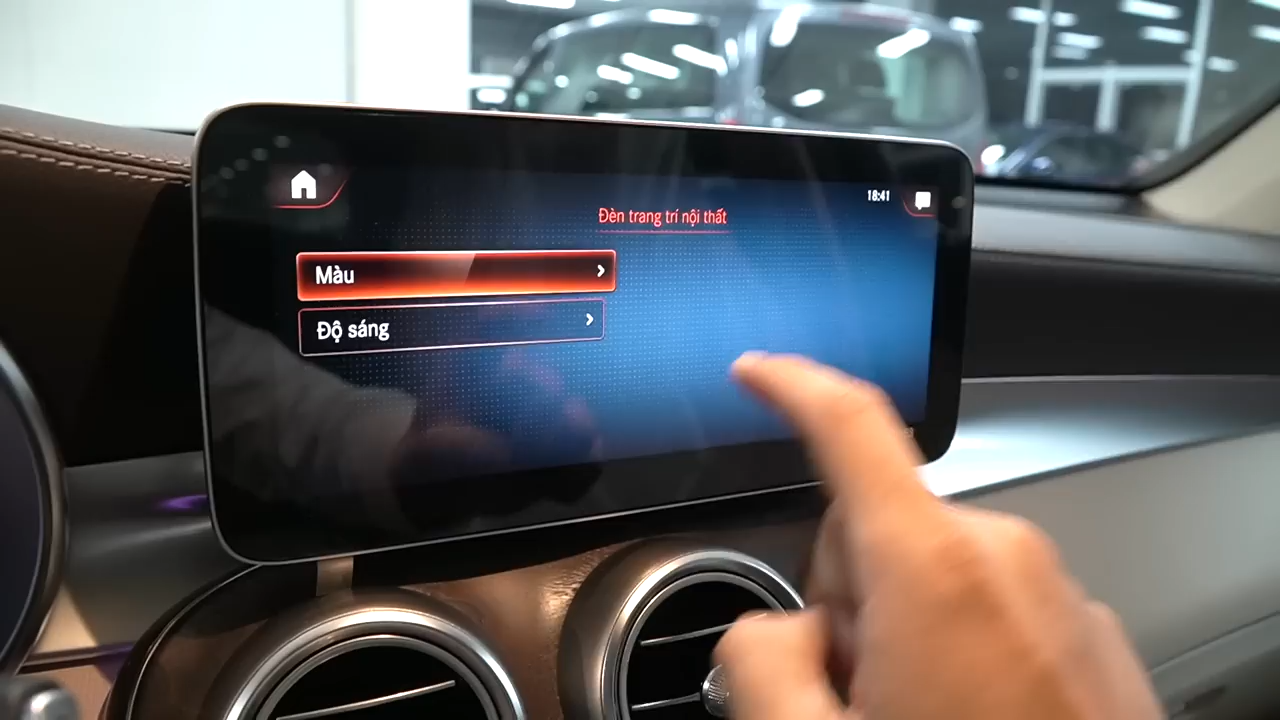 18:41
Đèn trang trí nội thất
Màu
Độ sáng